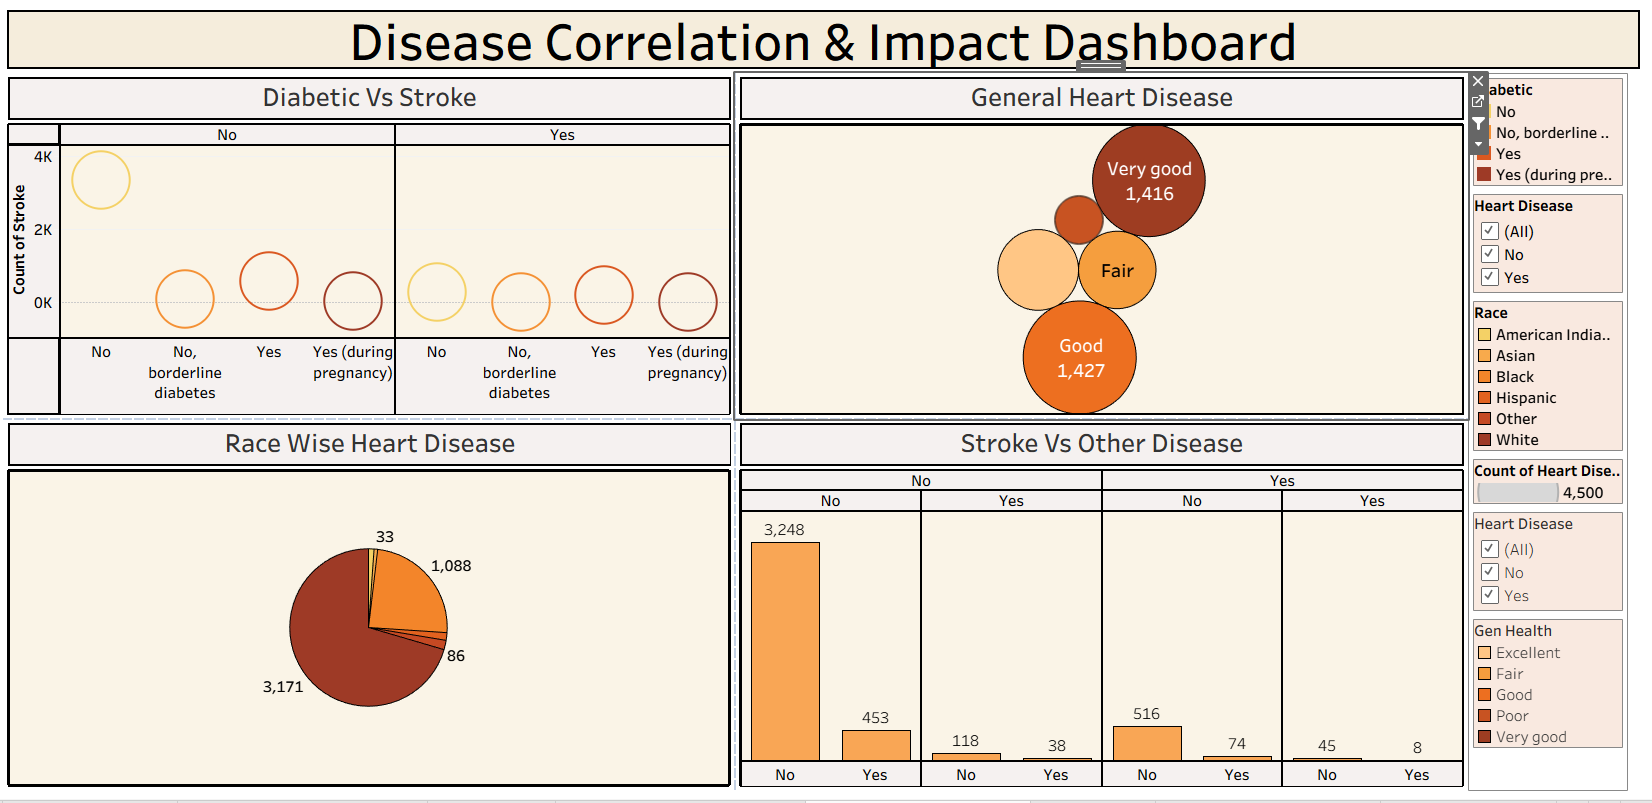 Disease Correlation & Impact Dashboard
Diabetic Vs Stroke
No
Yes
Count of Stroke
4K
2K
0K
No
No,
borderline
diabetes
Yes
Yes (during
pregnancy)
No
No,
borderline
diabetes
Yes
Yes (during
pregnancy)
General Heart Disease
Very good
1,416
Fair
Good
1,427
Race Wise Heart Disease
33
1,088
86
3,171
Stroke Vs Other Disease
No
Yes
No
Yes
No
Yes
3,248
453
118
38
516
74
45
8
No
Yes
No
Yes
No
Yes
No
Yes
abetic
No
No, borderline ..
Yes
Yes (during pre..
Heart Disease
(All)
No
Yes
Race
American India..
Asian
Black
Hispanic
Other
White
Count of Heart Dise..
4,500
Heart Disease
(All)
No
Yes
Gen Health
Excellent
Fair
Good
Poor
Very good